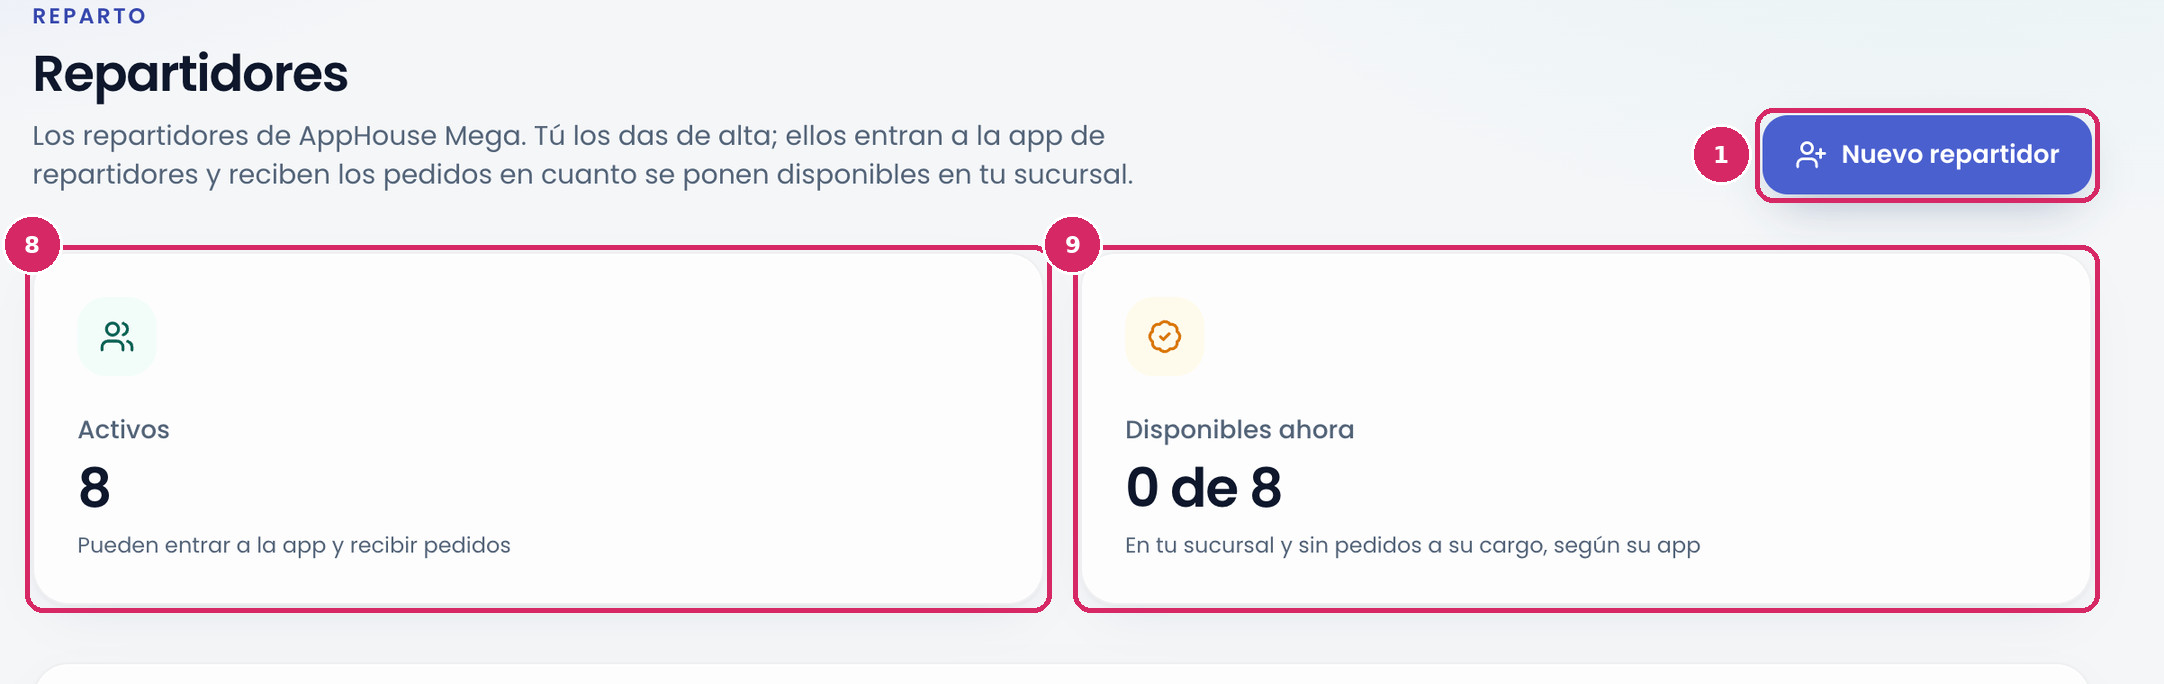 REPARTO
Repartidores
Los repartidores de AppHouse Mega. Tú los das de alta; ellos entran a la app de
repartidores y reciben los pedidos en cuanto se ponen disponibles en tu sucursal.
1
Nuevo repartidor
8
Activos
8
Pueden entrar a la app y recibir pedidos
9
Disponibles ahora
0 de 8
En tu sucursal y sin pedidos a su cargo, según su app